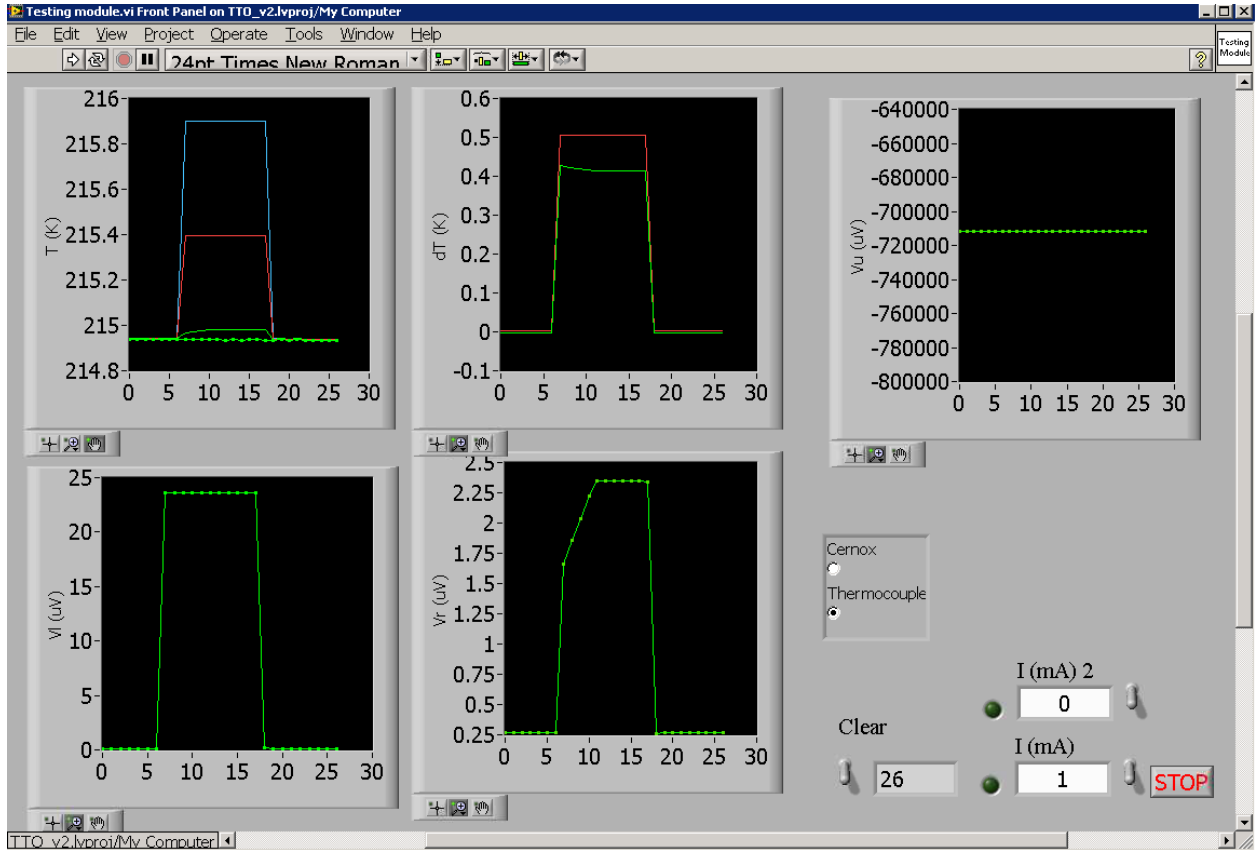 Testing module.vi Front Panel on TTO_v2.lvproj/My Computer
File Edit View Project Operate Tools Window Help
24pt Times New Roman
Testing
Module
T (K)
216
215.8
215.6
215.4
215.2
215
214.8
0 5 10 15 20 25 30
dT (K)
0.6
0.5
0.4
0.3
0.2
0.1
0
-0.1
0 5 10 15 20 25 30
Vu (uV)
-640000
-660000
-680000
-700000
-720000
-740000
-760000
-780000
-800000
0 5 10 15 20 25 30
Vl (uV)
25
20
15
10
5
0
0 5 10 15 20 25 30
Vr (uV)
2.5
2.25
2
1.75
1.5
1.25
1
0.75
0.5
0.25
0 5 10 15 20 25 30
Cernox
Thermocouple
I (mA) 2
0
Clear
26
I (mA)
1
STOP
TTO_v2.lvproj/My Computer